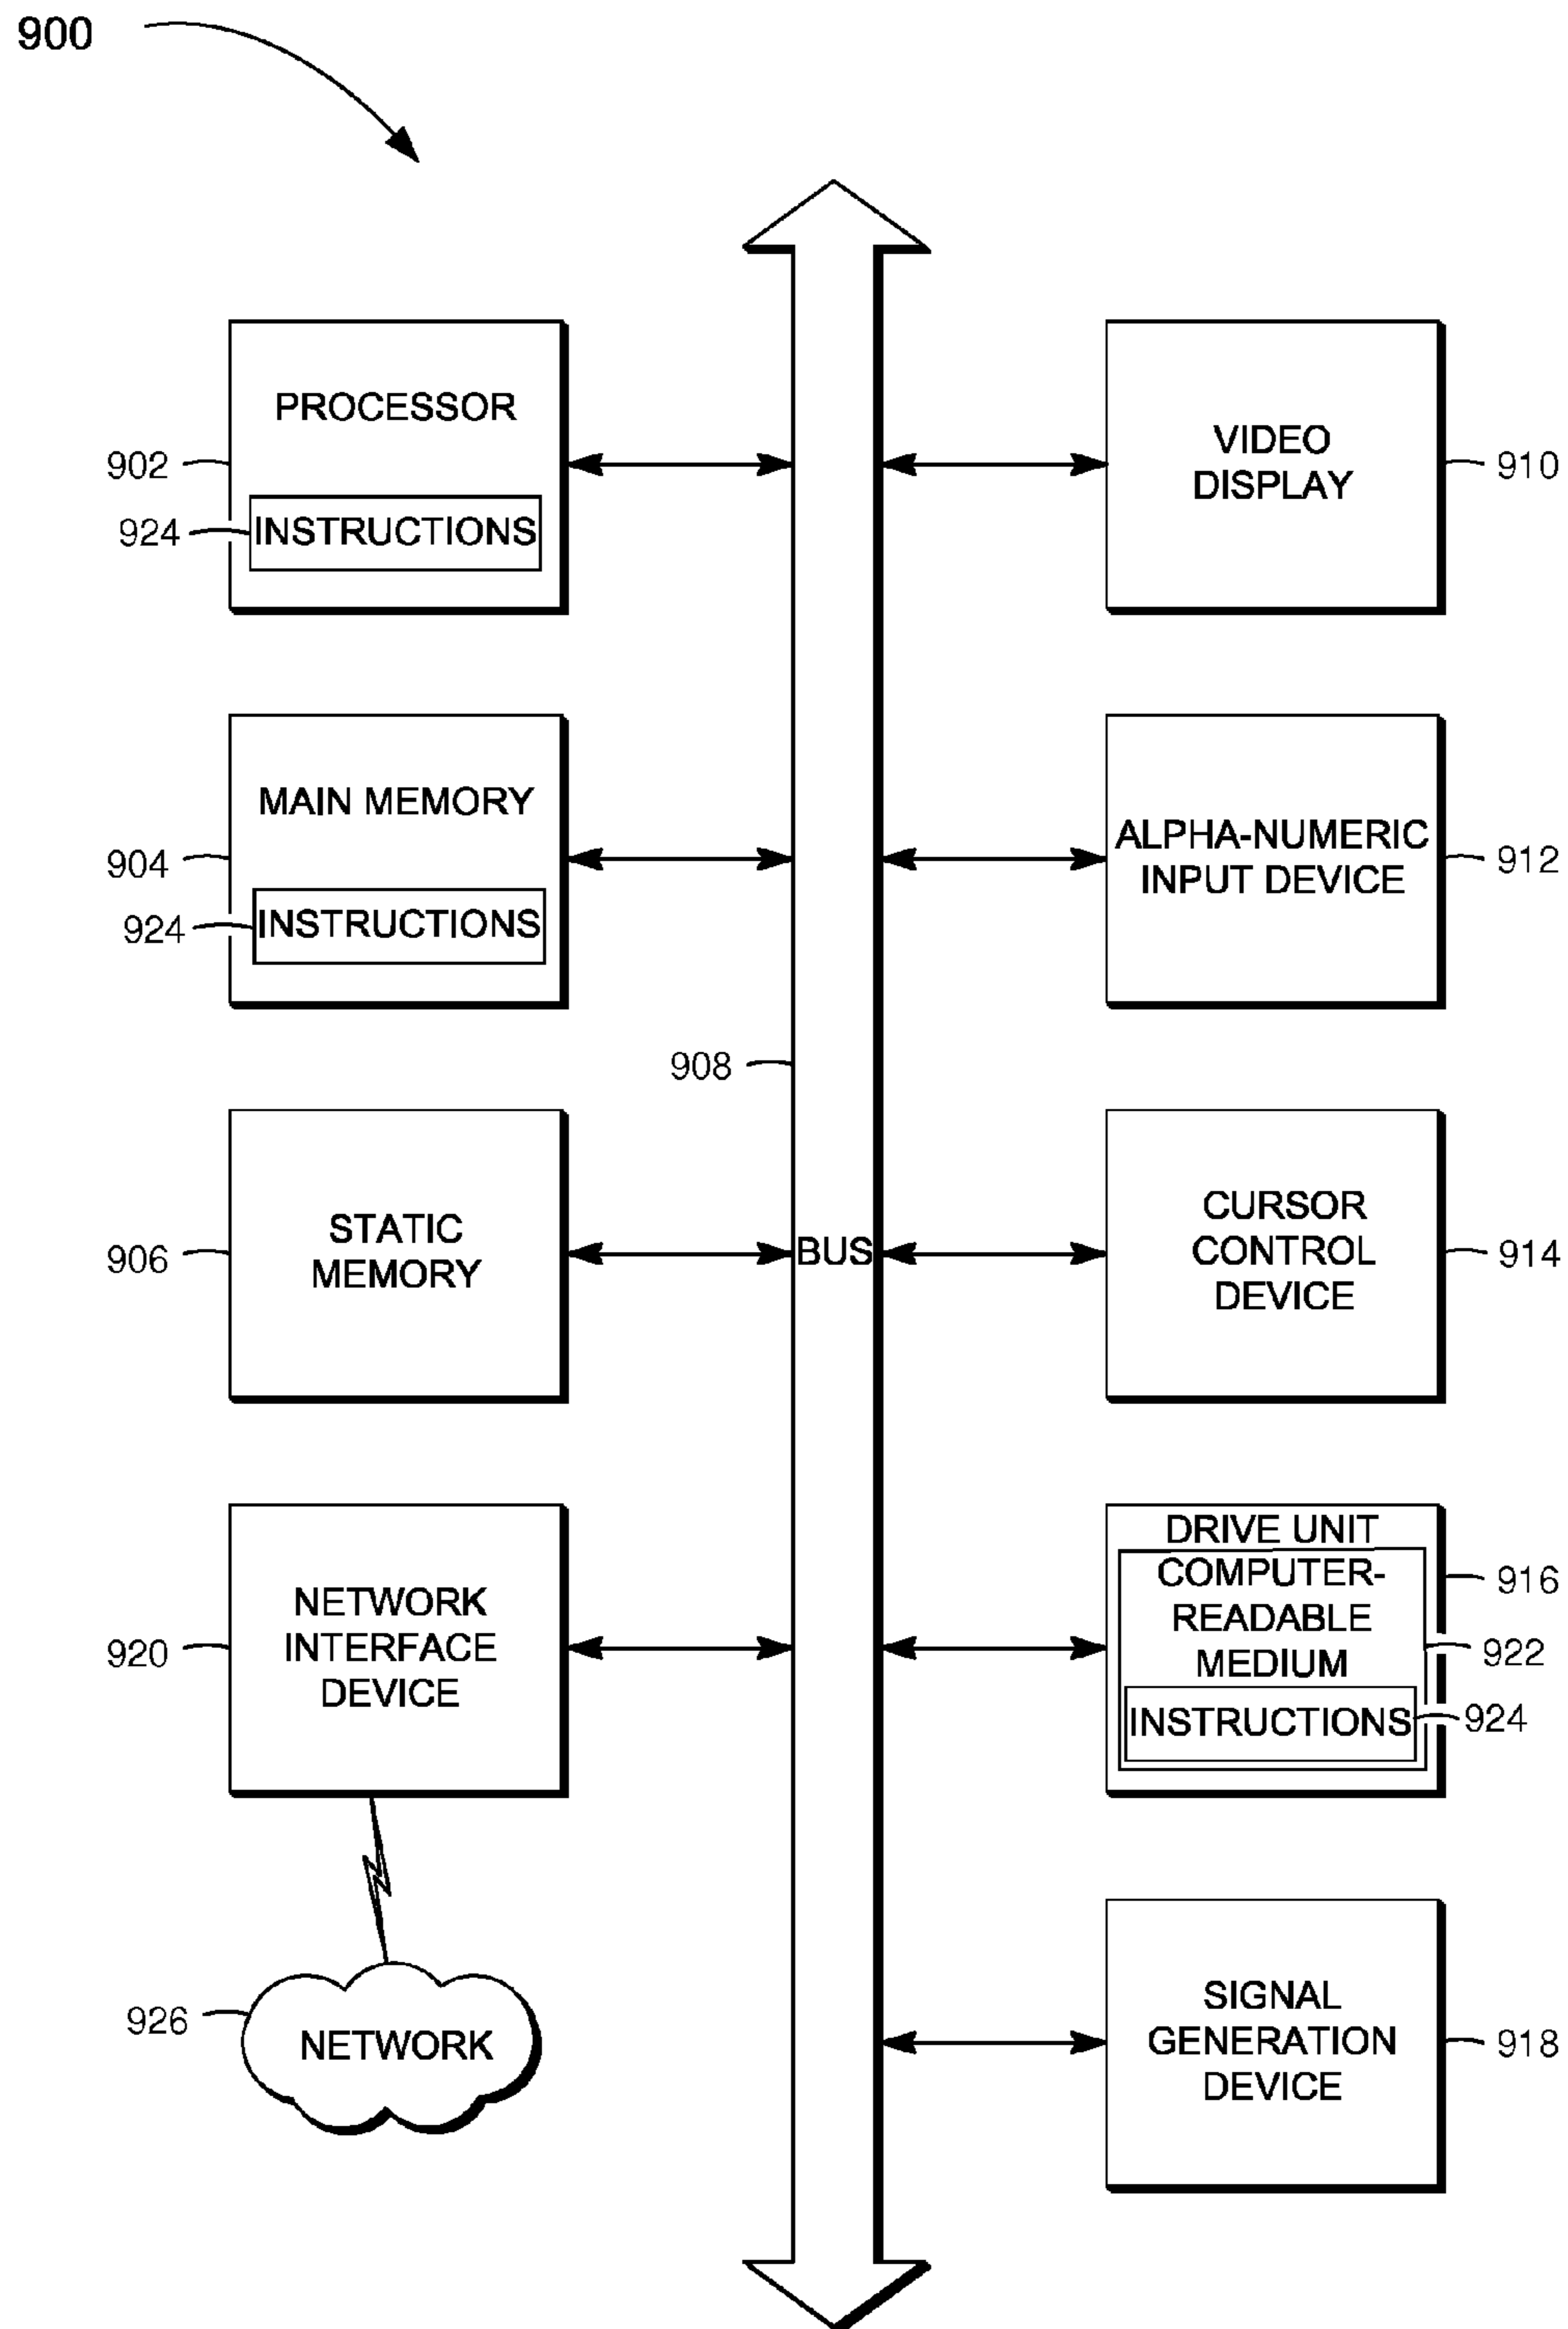 900
PROCESSOR
902
924
INSTRUCTIONS
VIDEO
DISPLAY
910
MAIN MEMORY
904
924
INSTRUCTIONS
ALPHA-NUMERIC
INPUT DEVICE
912
908
STATIC
MEMORY
906
BUS
CURSOR
CONTROL
DEVICE
914
NETWORK
INTERFACE
DEVICE
920
DRIVE UNIT
COMPUTER-
READABLE
MEDIUM
916
922
INSTRUCTIONS
924
926
NETWORK
SIGNAL
GENERATION
DEVICE
918